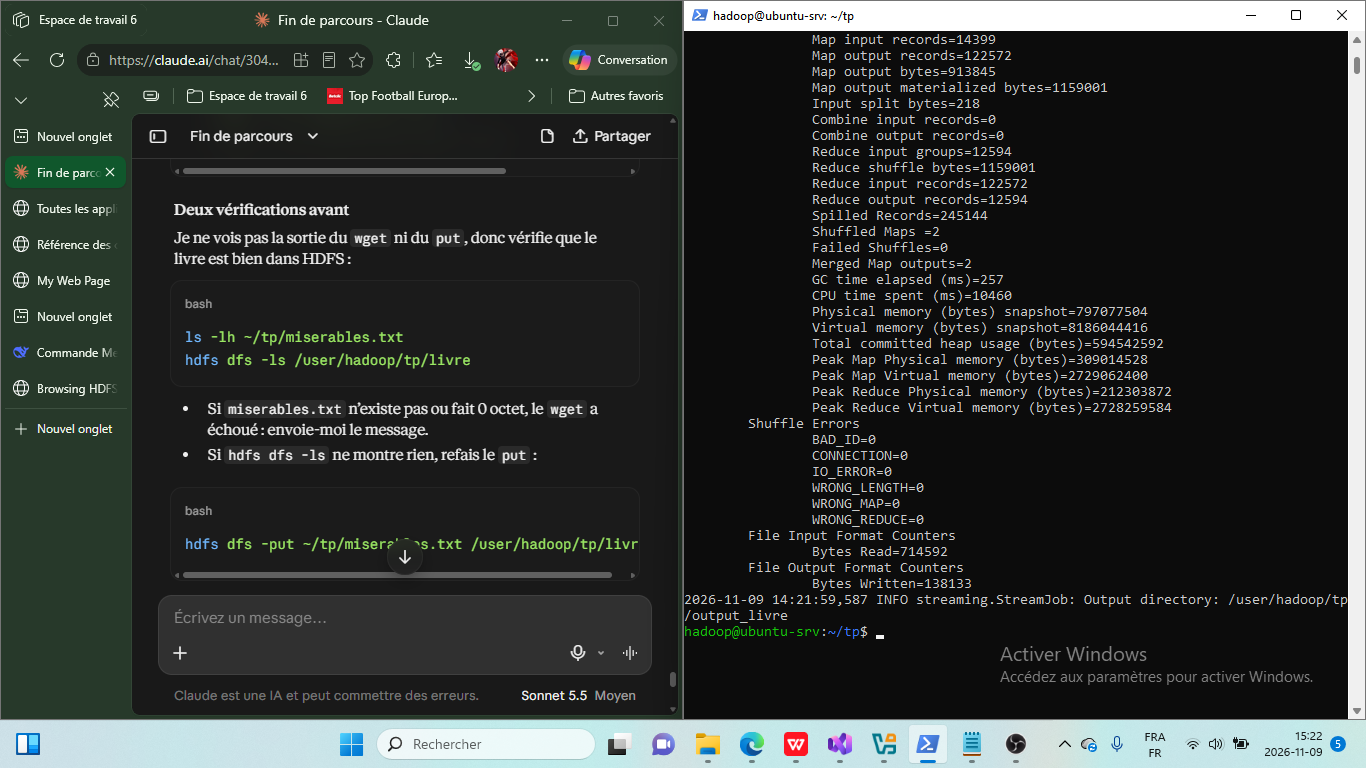 Espace de travail 6
Fin de parcours - Claude
https://claude.ai/chat/304...
Conversation
Espace de travail 6
Top Football Europ...
Autres favoris
Nouvel onglet
Fin de parco
Toutes les appl
Référence des
My Web Page
Nouvel onglet
Commande Me
Browsing HDFS
Nouvel onglet
Fin de parcours
Partager
Deux vérifications avant
Je ne vois pas la sortie du wget ni du put, donc vérifie que le
livre est bien dans HDFS :
bash
ls -lh ~/tp/miserables.txt
hdfs dfs -ls /user/hadoop/tp/livre
• Si miserables.txt n'existe pas ou fait 0 octet, le wget a
échoué : envoie-moi le message.
• Si hdfs dfs -ls ne montre rien, refais le put :
bash
hdfs dfs -put ~/tp/miserables.txt /user/hadoop/tp/livr
Écrivez un message...
Claude est une IA et peut commettre des erreurs.
Sonnet 5.5 Moyen
hadoop@ubuntu-srv: ~/tp
Map input records=14399
Map output records=122572
Map output bytes=913845
Map output materialized bytes=1159001
Input split bytes=218
Combine input records=0
Combine output records=0
Reduce input groups=12594
Reduce shuffle bytes=1159001
Reduce input records=122572
Reduce output records=12594
Spilled Records=245144
Shuffled Maps =2
Failed Shuffles=0
Merged Map outputs=2
GC time elapsed (ms)=257
CPU time spent (ms)=10460
Physical memory (bytes) snapshot=797077504
Virtual memory (bytes) snapshot=8186044416
Total committed heap usage (bytes)=594542592
Peak Map Physical memory (bytes)=309014528
Peak Map Virtual memory (bytes)=2729062400
Peak Reduce Physical memory (bytes)=212303872
Peak Reduce Virtual memory (bytes)=2728259584
Shuffle Errors
BAD_ID=0
CONNECTION=0
IO_ERROR=0
WRONG_LENGTH=0
WRONG_MAP=0
WRONG_REDUCE=0
File Input Format Counters
Bytes Read=714592
File Output Format Counters
Bytes Written=138133
2026-11-09 14:21:59,587 INFO streaming.StreamJob: Output directory: /user/hadoop/tp
/output_livre
hadoop@ubuntu-srv:~/tp$
Activer Windows
Accédez aux paramètres pour activer Windows.
Rechercher
FRA
FR
15:22
2026-11-09
5